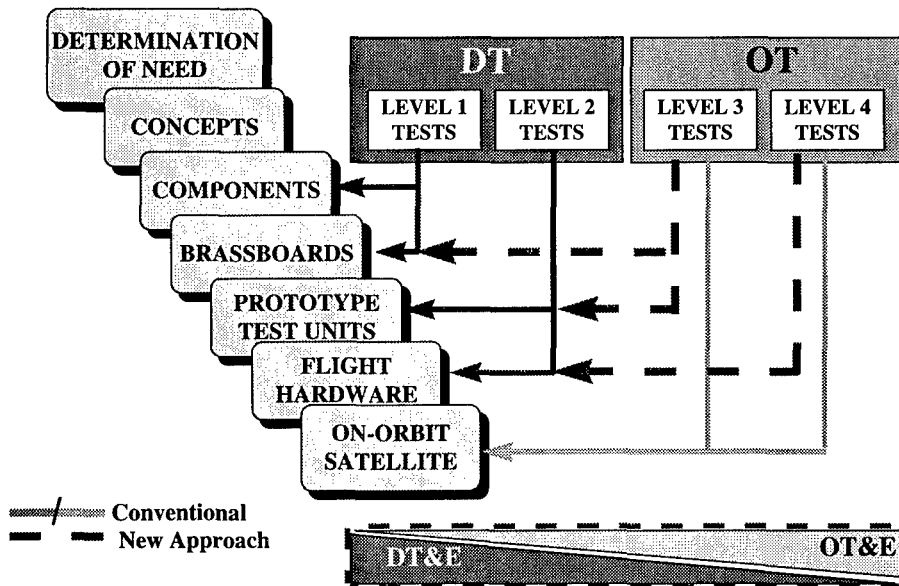 DETERMINATION
OF NEED
CONCEPTS
COMPONENTS
BRASSBOARDS
PROTOTYPE
TEST UNITS
FLIGHT
HARDWARE
ON-ORBIT
SATELLITE
DT
LEVEL 1
TESTS
LEVEL 2
TESTS
OT
LEVEL 3
TESTS
LEVEL 4
TESTS
Conventional
New Approach
DT&E
OT&E